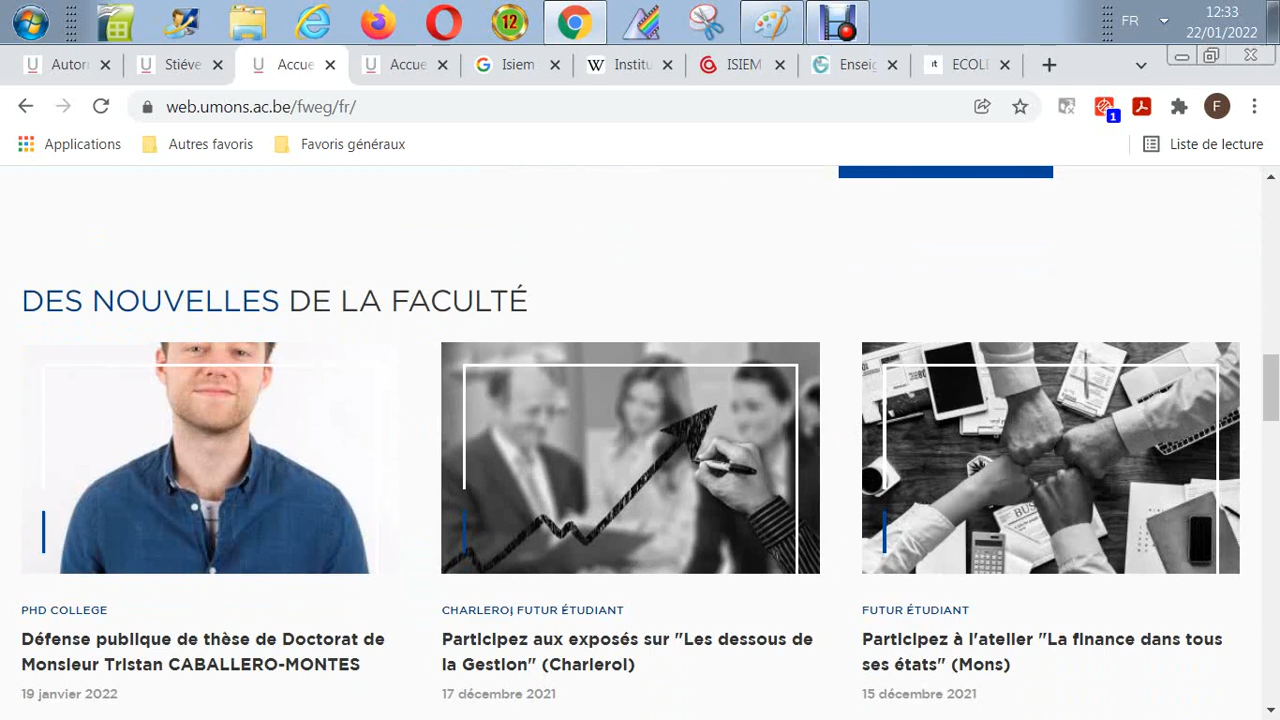 12
FR
12:33
22/01/2022
Autor
Stiéve
Accue
Accue
Isiem
Institu
ISIEM
Enseig
ECOLE
web.umons.ac.be/fweg/fr/
1
F
Applications
Autres favoris
Favoris généraux
Liste de lecture
DES NOUVELLES DE LA FACULTÉ
PHD COLLEGE
Défense publique de thèse de Doctorat de
Monsieur Tristan CABALLERO-MONTES
19 janvier 2022
CHARLEROI FUTUR ÉTUDIANT
Participez aux exposés sur "Les dessous de
la Gestion" (Charleroi)
17 décembre 2021
FUTUR ÉTUDIANT
Participez à l'atelier "La finance dans tous
ses états" (Mons)
15 décembre 2021